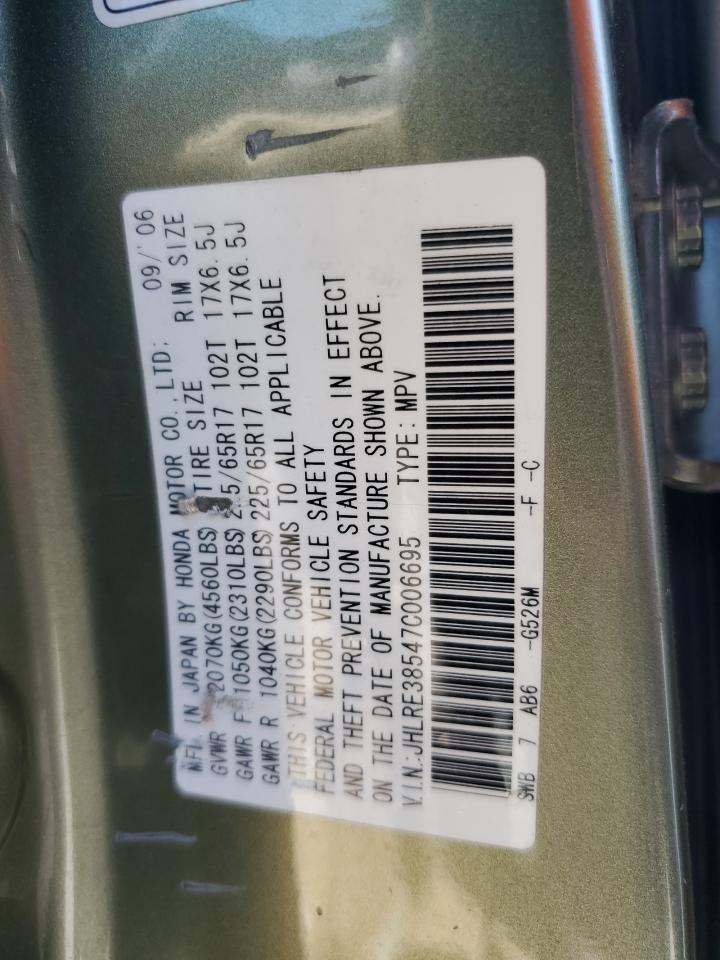 MFD. IN JAPAN BY HONDA MOTOR CO.,LTD: 09/'06
TIRE SIZE RIM SIZE
GVWR 2070KG(4560LBS)
GAWR F 1050KG(2310LBS) 225/65R17 102T 17X6.5J
GAWR R 1040KG(2290LBS) 225/65R17 102T 17X6.5J
THIS VEHICLE CONFORMS TO ALL APPLICABLE
FEDERAL MOTOR VEHICLE SAFETY
AND THEFT PREVENTION STANDARDS IN EFFECT
ON THE DATE OF MANUFACTURE SHOWN ABOVE.
V.I.N.:JHLRE38547C006695 TYPE:MPV
SWB 7 AB6 -G526M -F -C